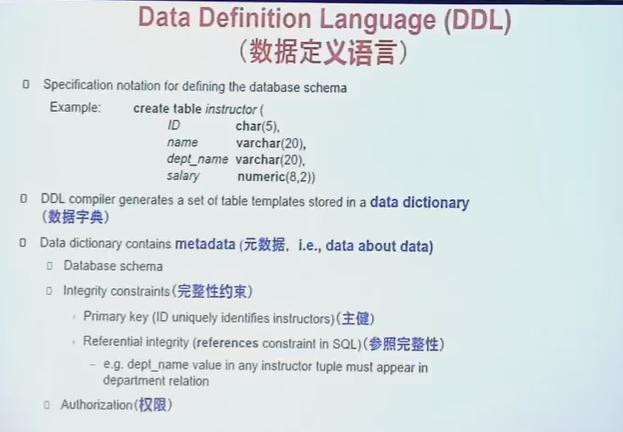 Data Definition Language (DDL)
(数据定义语言)
Specification notation for defining the database schema
Example: create table instructor (
ID char(5),
name varchar(20),
dept_name varchar(20),
salary numeric(8,2))
DDL compiler generates a set of table templates stored in a data dictionary
(数据字典)
Data dictionary contains metadata (元数据, i.e., data about data)
Database schema
Integrity constraints(完整性约束)
Primary key (ID uniquely identifies instructors)(主健)
Referential integrity (references constraint in SQL)(参照完整性)
– e.g. dept_name value in any instructor tuple must appear in
department relation
Authorization(权限)